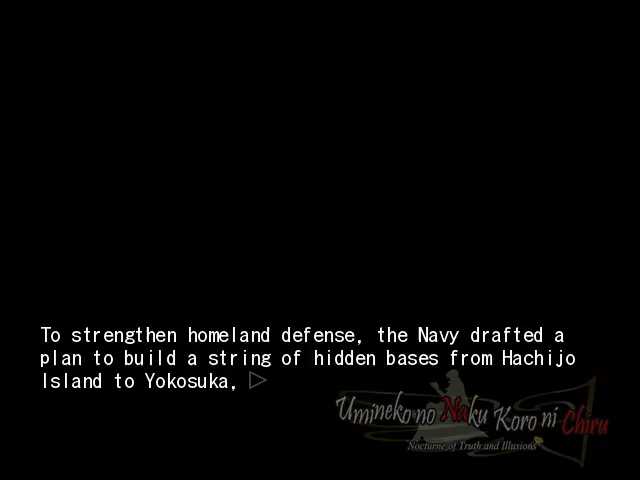 To strengthen homeland defense, the Navy drafted a
plan to build a string of hidden bases from Hachijo
Island to Yokosuka,
Umineko no Naku Koro ni Chiru
Nocturne of Truth and Illusions